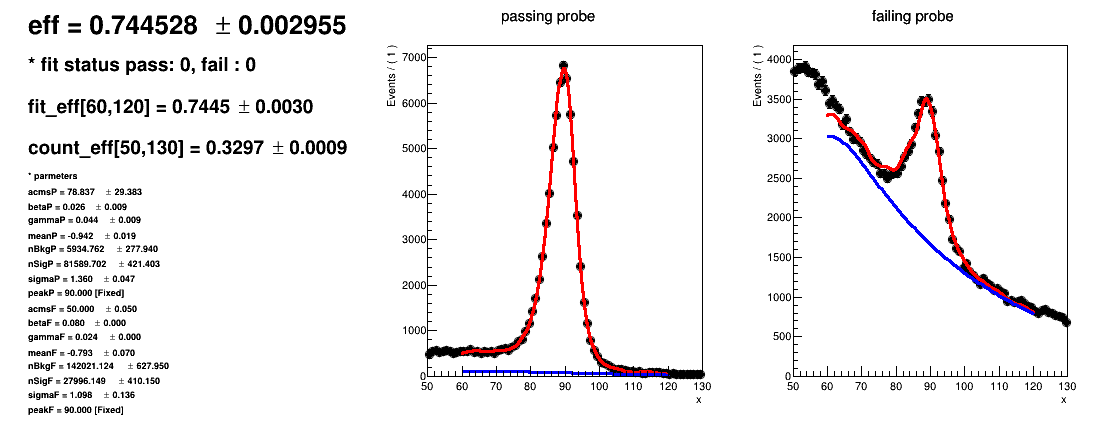 eff = 0.744528 ± 0.002955
* fit status pass: 0, fail : 0
fit_eff[60,120] = 0.7445 ± 0.0030
count_eff[50,130] = 0.3297 ± 0.0009
* parmeters
acmsP = 78.837 ± 29.383
betaP = 0.026 ± 0.009
gammaP = 0.044 ± 0.009
meanP = -0.942 ± 0.019
nBkgP = 5934.762 ± 277.940
nSigP = 81589.702 ± 421.403
sigmaP = 1.360 ± 0.047
peakP = 90.000 [Fixed]
acmsF = 50.000 ± 0.050
betaF = 0.080 ± 0.000
gammaF = 0.024 ± 0.000
meanF = -0.793 ± 0.070
nBkgF = 142021.124 ± 627.950
nSigF = 27996.149 ± 410.150
sigmaF = 1.098 ± 0.136
peakF = 90.000 [Fixed]
passing probe
Events / ( 1 )
7000
6000
5000
4000
3000
2000
1000
0
50 60 70 80 90 100 110 120 130
x
failing probe
Events / ( 1 )
4000
3500
3000
2500
2000
1500
1000
500
0
50 60 70 80 90 100 110 120 130
x